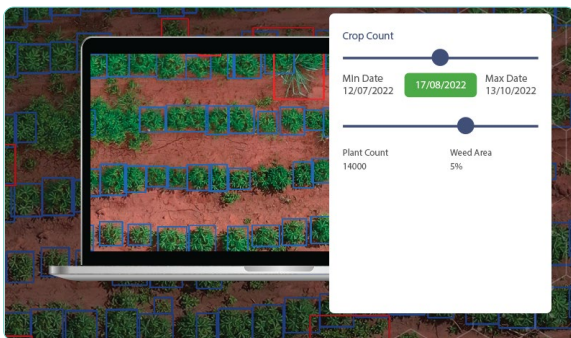 Crop Count
Min Date
12/07/2022
17/08/2022
Max Date
13/10/2022
Plant Count
14000
Weed Area
5%